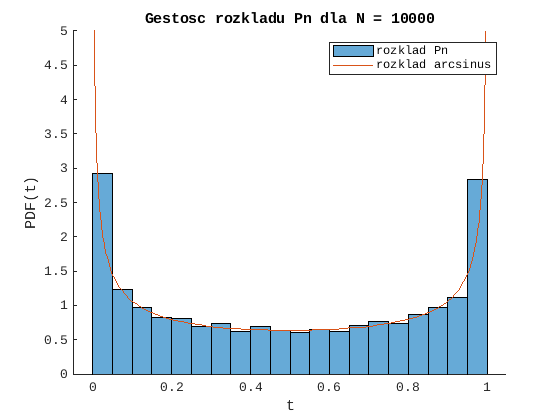 Gestosc rozkladu Pn dla N = 10000
rozklad Pn
rozklad arcsinus
PDF(t)
5
4.5
4
3.5
3
2.5
2
1.5
1
0.5
0
0 0.2 0.4 0.6 0.8 1
t